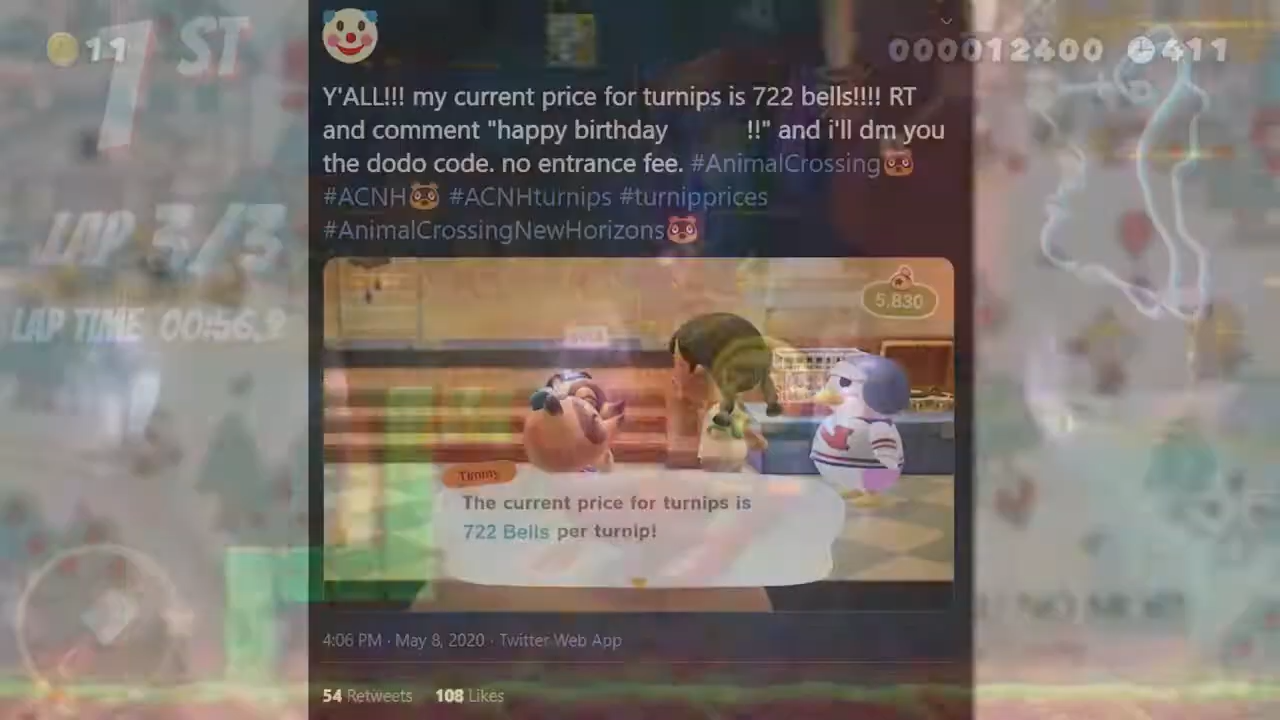 11
1 ST
000012400 411
Y'ALL!!! my current price for turnips is 722 bells!!!! RT
and comment "happy birthday !!" and i'll dm you
the dodo code. no entrance fee. #AnimalCrossing
#ACNH #ACNHturnips #turnipprices
#AnimalCrossingNewHorizons
LAP 3/3
LAP TIME 00:56.9
5,830
Timmy
The current price for turnips is
722 Bells per turnip!
4:06 PM · May 8, 2020 · Twitter Web App
54 Retweets 108 Likes